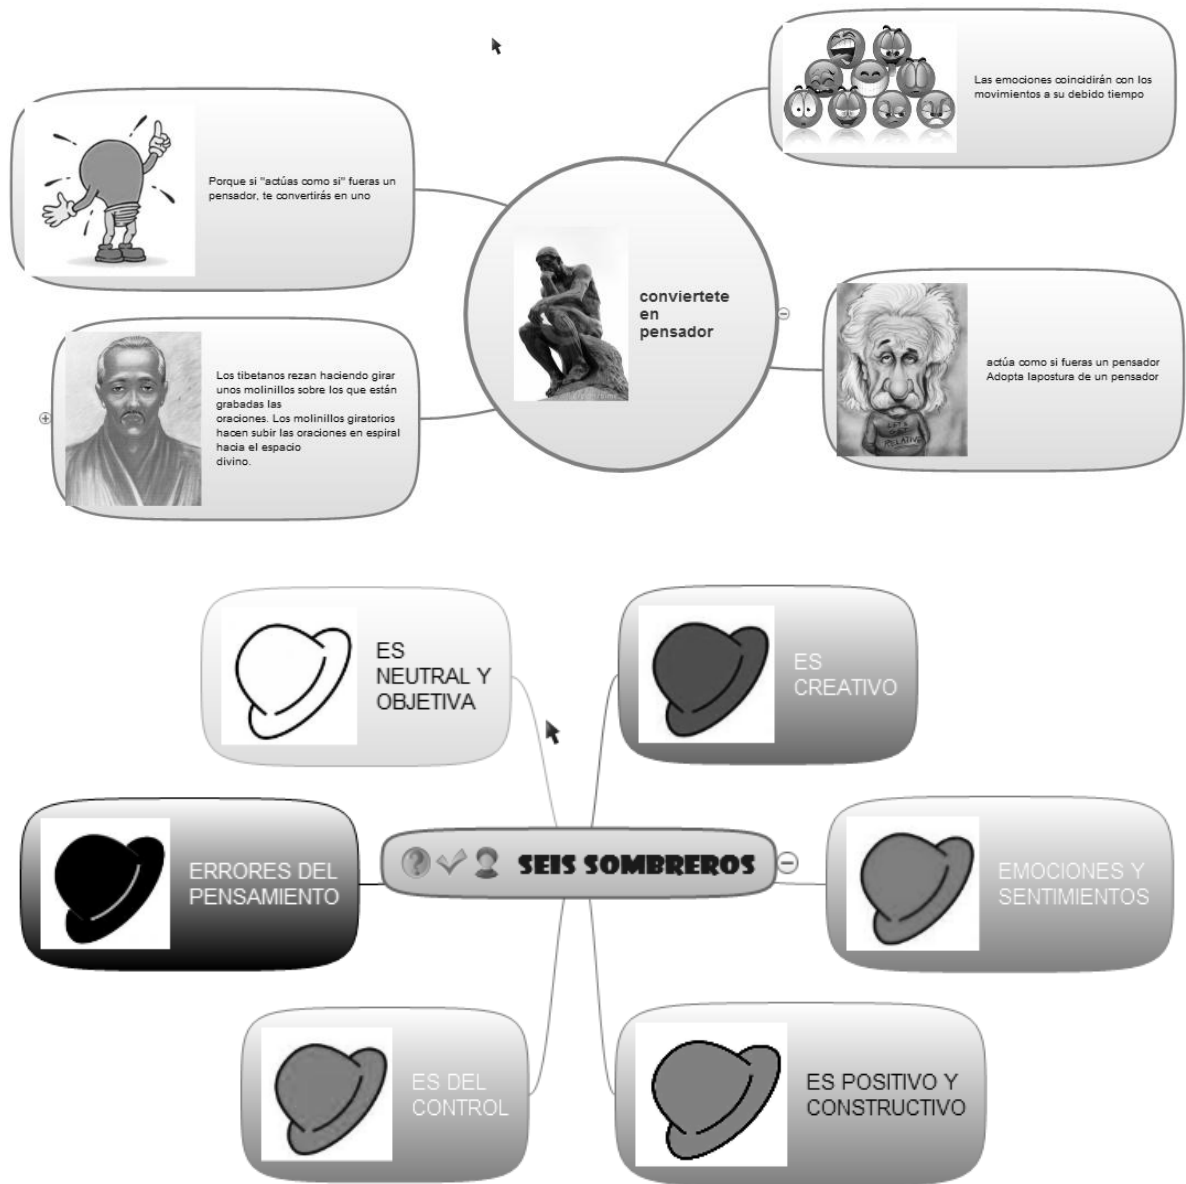 Las emociones coincidirán con los
movimientos a su debido tiempo
Porque si "actúas como si" fueras un
pensador, te convertirás en uno
conviertete
en
pensador
actúa como si fueras un pensador
Adopta lapostura de un pensador
LET'S
GET
RELATIVE
Los tibetanos rezan haciendo girar
unos molinillos sobre los que están
grabadas las
oraciones. Los molinillos giratorios
hacen subir las oraciones en espiral
hacia el espacio
divino.
ES
NEUTRAL Y
OBJETIVA
ES
CREATIVO
ERRORES DEL
PENSAMIENTO
SEIS SOMBREROS
EMOCIONES Y
SENTIMIENTOS
ES DEL
CONTROL
ES POSITIVO Y
CONSTRUCTIVO